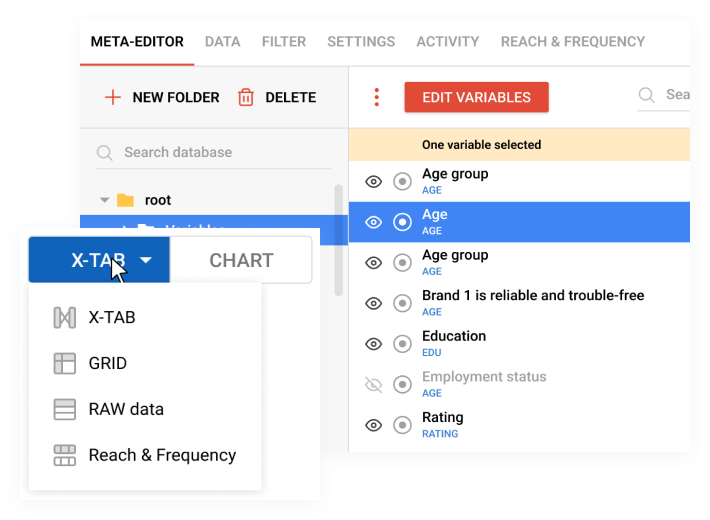 META-EDITOR DATA FILTER SETTINGS ACTIVITY REACH & FREQUENCY
NEW FOLDER DELETE
EDIT VARIABLES
Sea
Search database
root
Variables
One variable selected
Age group
AGE
Age
AGE
Age group
AGE
Brand 1 is reliable and trouble-free
AGE
Education
EDU
Employment status
AGE
Rating
RATING
X-TAB CHART
X-TAB
GRID
RAW data
Reach & Frequency